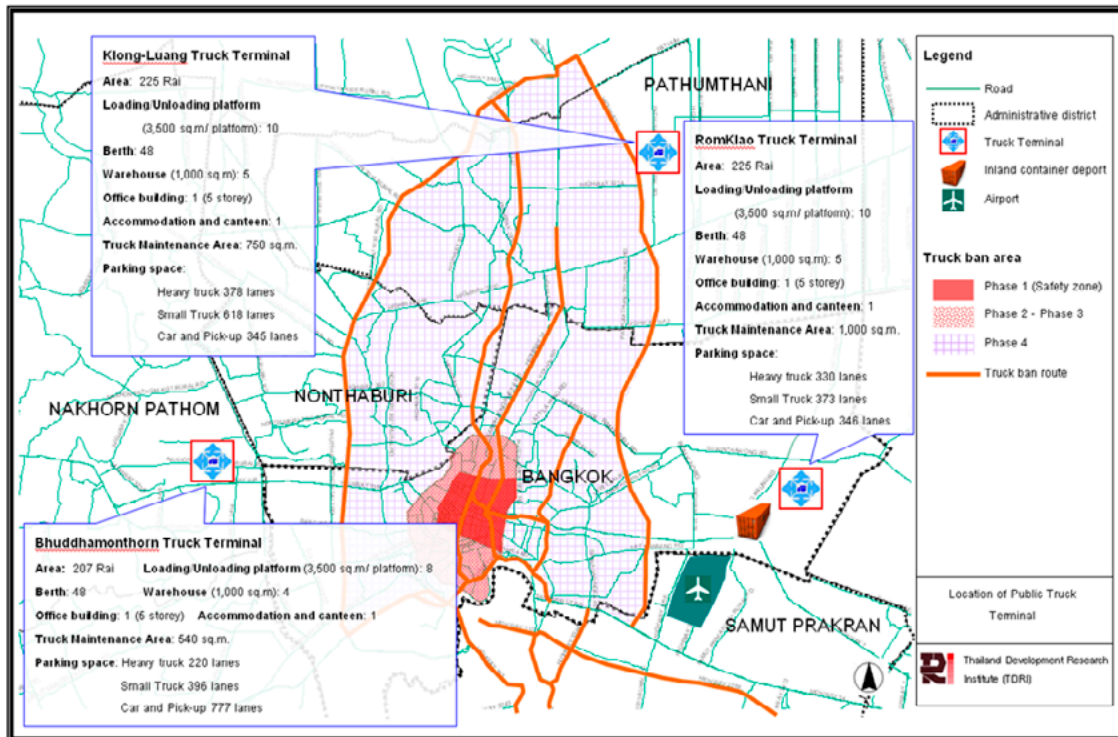 Klong-Luang Truck Terminal
Area: 225 Rai
Loading/Unloading platform
(3,500 sq.m/ platform): 10
Berth: 48
Warehouse (1,000 sq.m): 5
Office building: 1 (5 storey)
Accommodation and canteen: 1
Truck Maintenance Area: 750 sq.m.
Parking space:
Heavy truck 378 lanes
Small Truck 618 lanes
Car and Pick-up 345 lanes
PATHUMTHANI
RomKlao Truck Terminal
Area: 225 Rai
Loading/Unloading platform
(3,500 sq.m/ platform): 10
Berth: 48
Warehouse (1,000 sq.m): 5
Office building: 1 (5 storey)
Accommodation and canteen: 1
Truck Maintenance Area: 1,000 sq.m.
Parking space:
Heavy truck 330 lanes
Small Truck 373 lanes
Car and Pick-up 346 lanes
NONTHABURI
NAKHORN PATHOM
BANGKOK
Bhuddhamonthorn Truck Terminal
Area: 207 Rai Loading/Unloading platform (3,500 sq.m/ platform): 8
Berth: 48 Warehouse (1,000 sq.m): 4
Office building: 1 (5 storey) Accommodation and canteen: 1
Truck Maintenance Area: 540 sq.m.
Parking space: Heavy truck 220 lanes
Small Truck 396 lanes
Car and Pick-up 777 lanes
SAMUT PRAKRAN
Legend
Road
Administrative district
Truck Terminal
Inland container deport
Airport
Truck ban area
Phase 1 (Safety zone)
Phase 2 - Phase 3
Phase 4
Truck ban route
Location of Public Truck
Terminal
Thailand Development Research
Institute (TDRI)